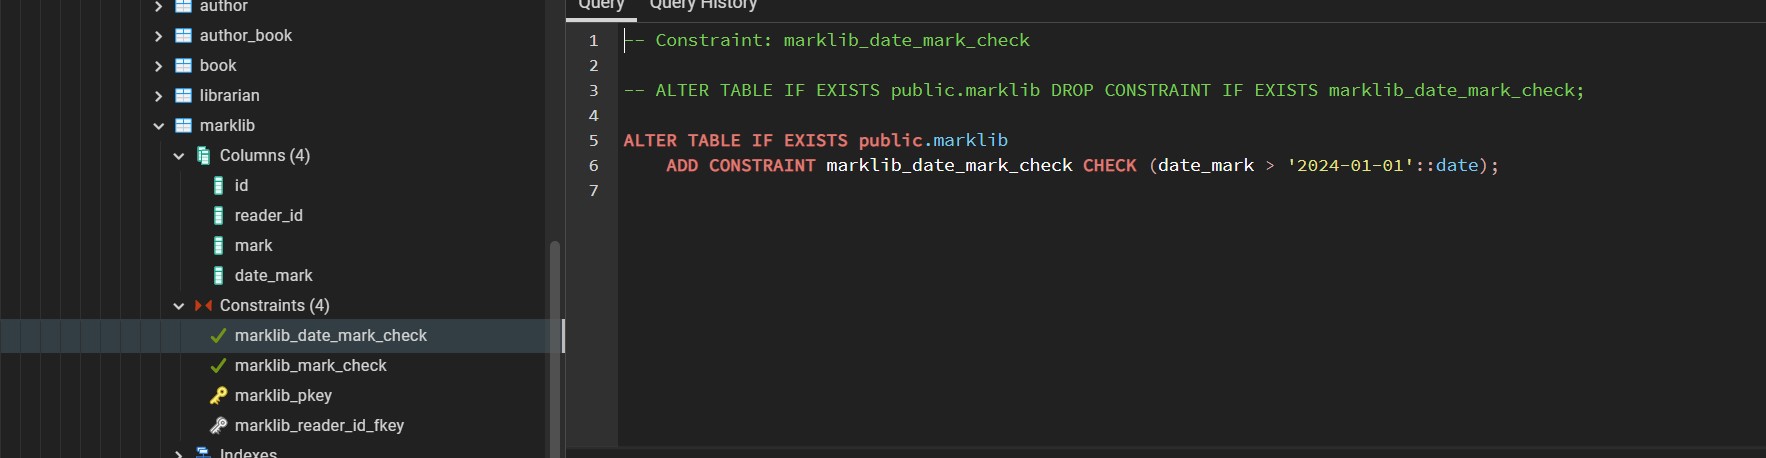 author
author_book
book
librarian
marklib
Columns (4)
id
reader_id
mark
date_mark
Constraints (4)
marklib_date_mark_check
marklib_mark_check
marklib_pkey
marklib_reader_id_fkey
Indexes
Query Query History
1 -- Constraint: marklib_date_mark_check
2
3 -- ALTER TABLE IF EXISTS public.marklib DROP CONSTRAINT IF EXISTS marklib_date_mark_check;
4
5 ALTER TABLE IF EXISTS public.marklib
6 ADD CONSTRAINT marklib_date_mark_check CHECK (date_mark > '2024-01-01'::date);
7